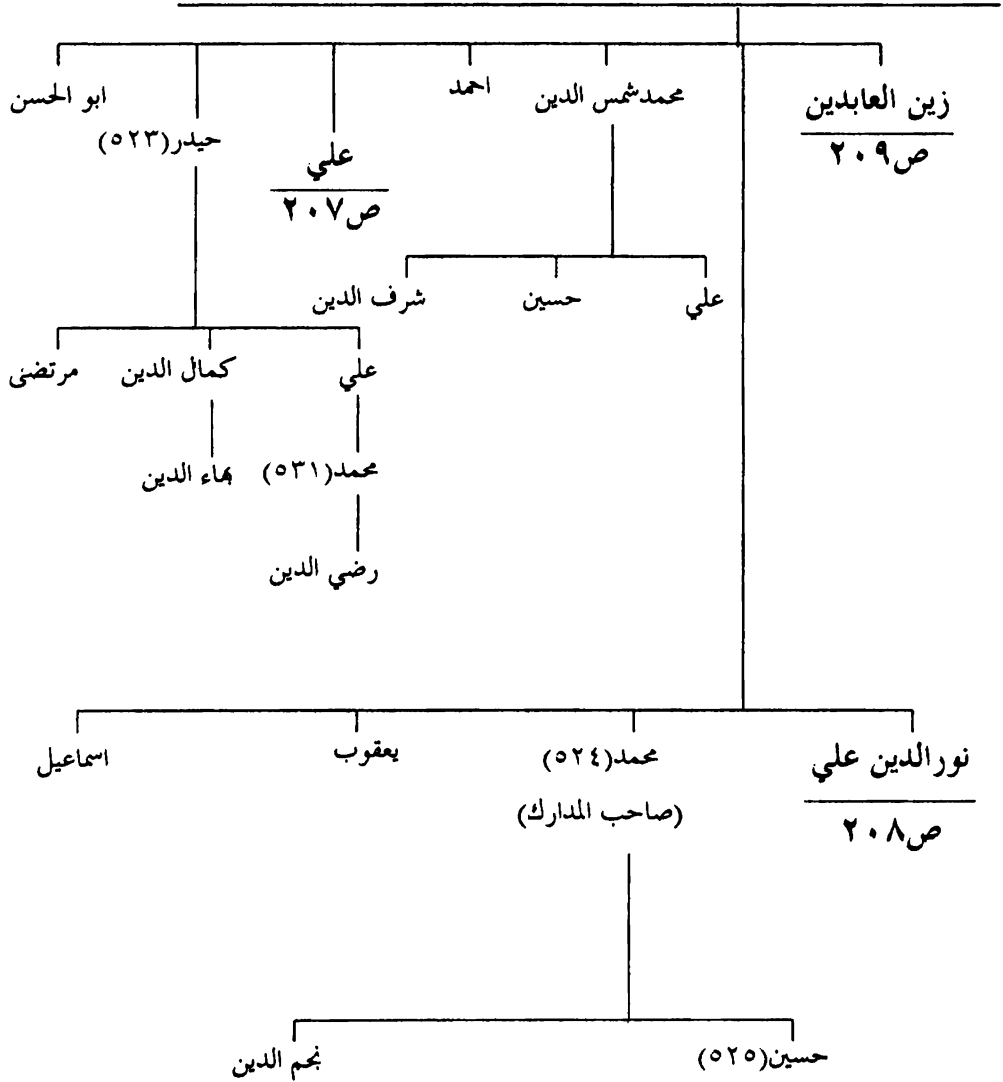 زين العابدين
ص٢٠٩
محمدشمس الدين
احمد
علي
ص٢٠٧
حيدر(٥٢٣)
ابو الحسن
علي
حسين
شرف الدين
علي
كمال الدين
مرتضى
محمد(٥٣١)
بهاء الدين
رضي الدين
نورالدين علي
ص٢٠٨
محمد(٥٢٤)
(صاحب المدارك)
يعقوب
اسماعيل
حسين(٥٢٥)
نجم الدين